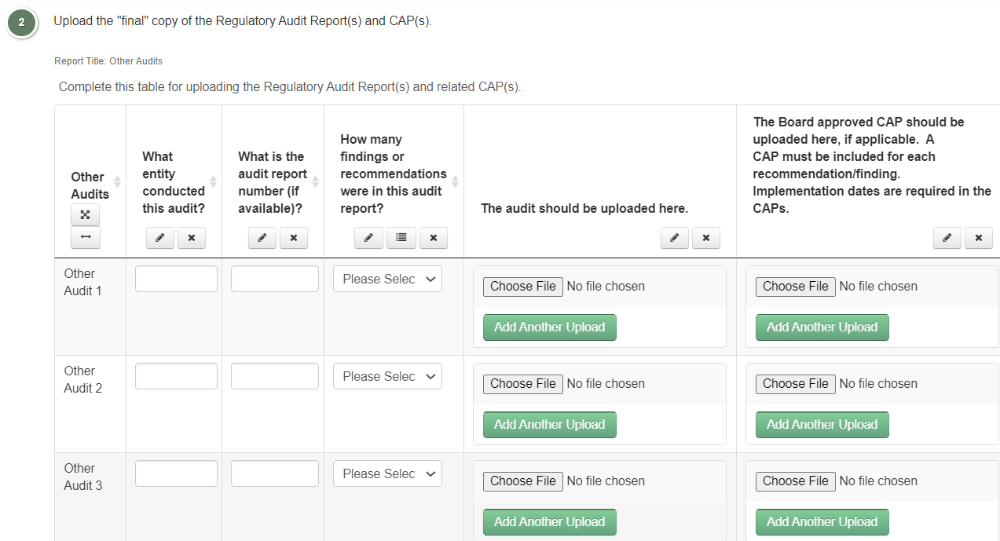 2
Upload the "final" copy of the Regulatory Audit Report(s) and CAP(s).
Report Title: Other Audits
Complete this table for uploading the Regulatory Audit Report(s) and related CAP(s).
Other
Audits
What
entity
conducted
this audit?
What is the
audit report
number (if
available)?
How many
findings or
recommendations
were in this audit
report?
The audit should be uploaded here.
The Board approved CAP should be
uploaded here, if applicable.  A
CAP must be included for each
recommendation/finding.
Implementation dates are required in the
CAPs.
Other
Audit 1
Please Selec
Choose File No file chosen
Add Another Upload
Choose File No file chosen
Add Another Upload
Other
Audit 2
Please Selec
Choose File No file chosen
Add Another Upload
Choose File No file chosen
Add Another Upload
Other
Audit 3
Please Selec
Choose File No file chosen
Add Another Upload
Choose File No file chosen
Add Another Upload